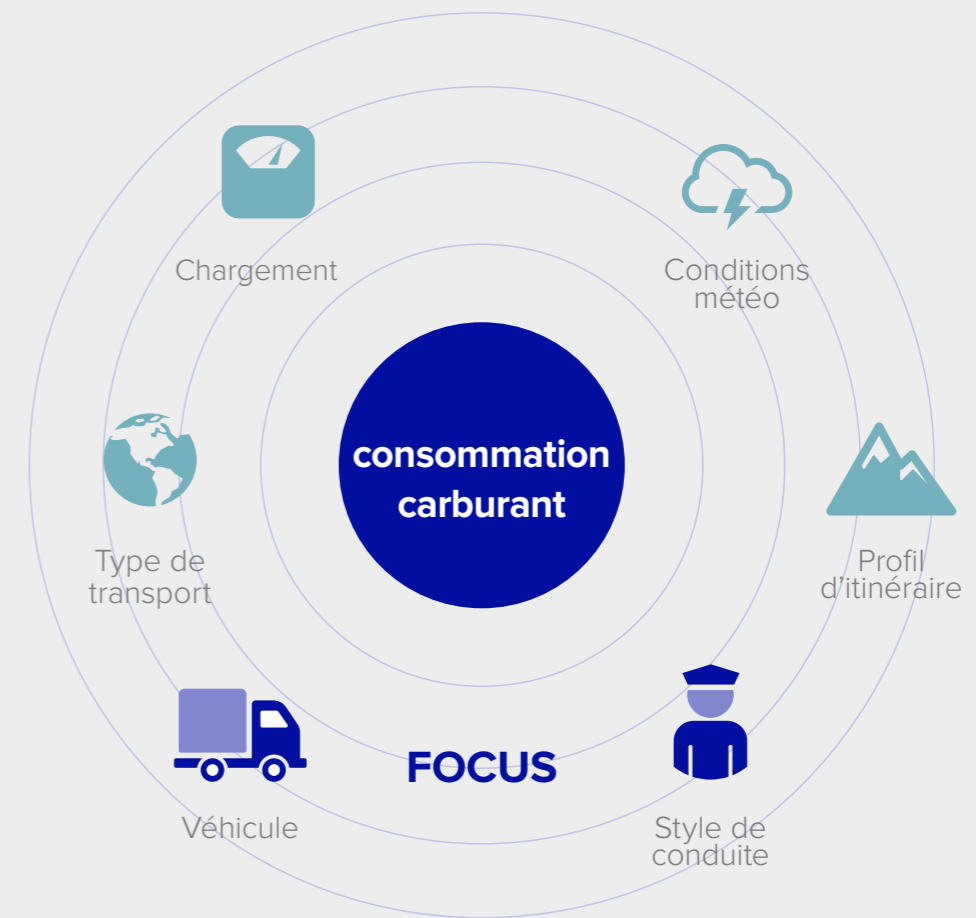 Chargement
Conditions
météo
consommation
carburant
Type de
transport
Profil
d'itinéraire
Véhicule
FOCUS
Style de
conduite